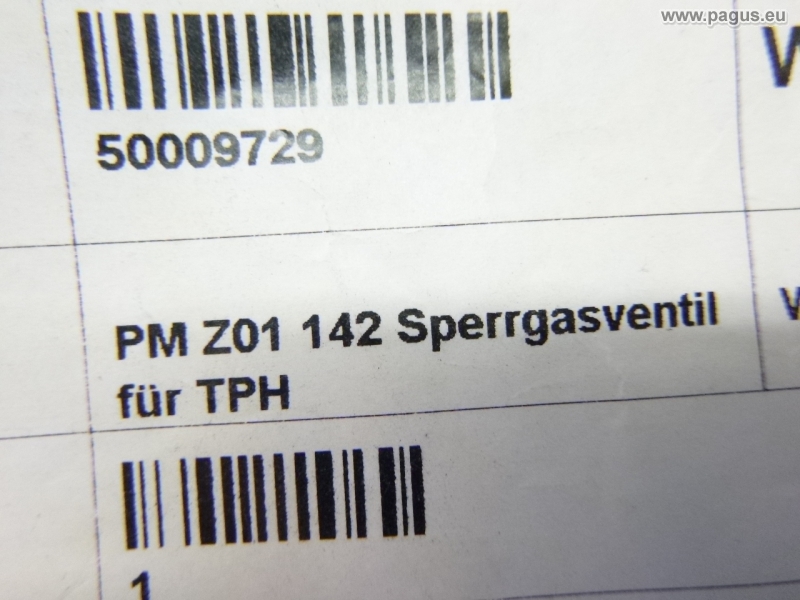 www.pagus.eu
50009729
PM Z01 142 Sperrgasventil
für TPH
1